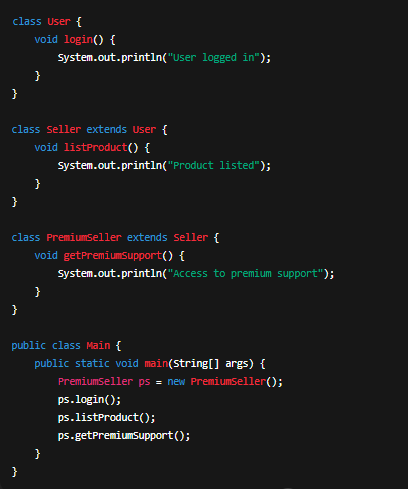 class User {
    void login() {
        System.out.println("User logged in");
    }
}

class Seller extends User {
    void listProduct() {
        System.out.println("Product listed");
    }
}

class PremiumSeller extends Seller {
    void getPremiumSupport() {
        System.out.println("Access to premium support");
    }
}

public class Main {
    public static void main(String[] args) {
        PremiumSeller ps = new PremiumSeller();
        ps.login();
        ps.listProduct();
        ps.getPremiumSupport();
    }
}